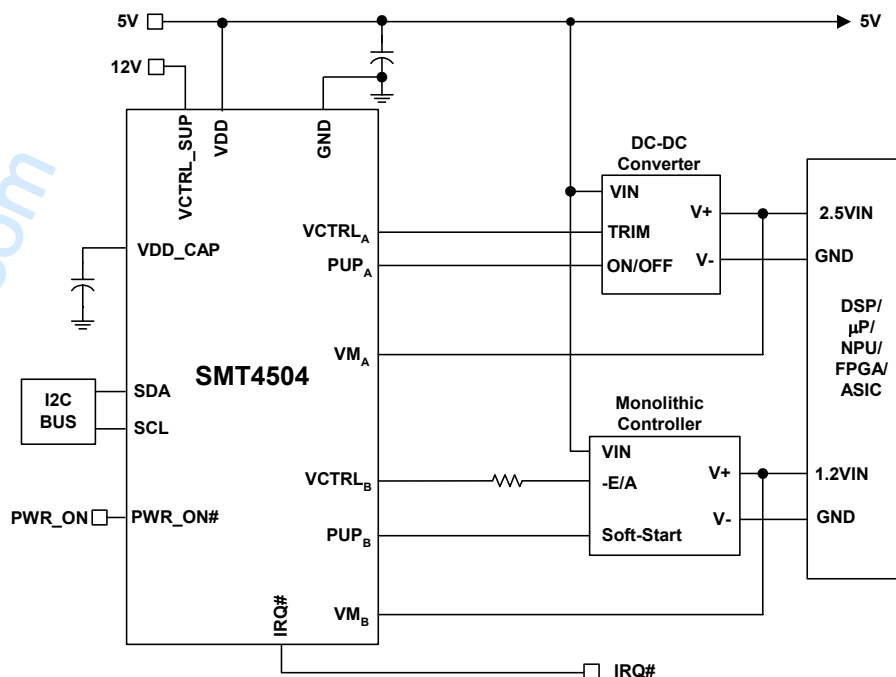 5V
5V
12V
VCTRL_SUP
VDD
GND
DC-DC
Converter
VIN
V+
2.5VIN
VCTRLA
TRIM
VDD_CAP
V-
GND
PUPA
ON/OFF
DSP/
µP/
NPU/
FPGA/
ASIC
VMA
SMT4504
I2C
BUS
SDA
SCL
Monolithic
Controller
VIN
V+
1.2VIN
VCTRLB
-E/A
PWR_ON
PWR_ON#
V-
GND
PUPB
Soft-Start
VMB
IRQ#
IRQ#
com